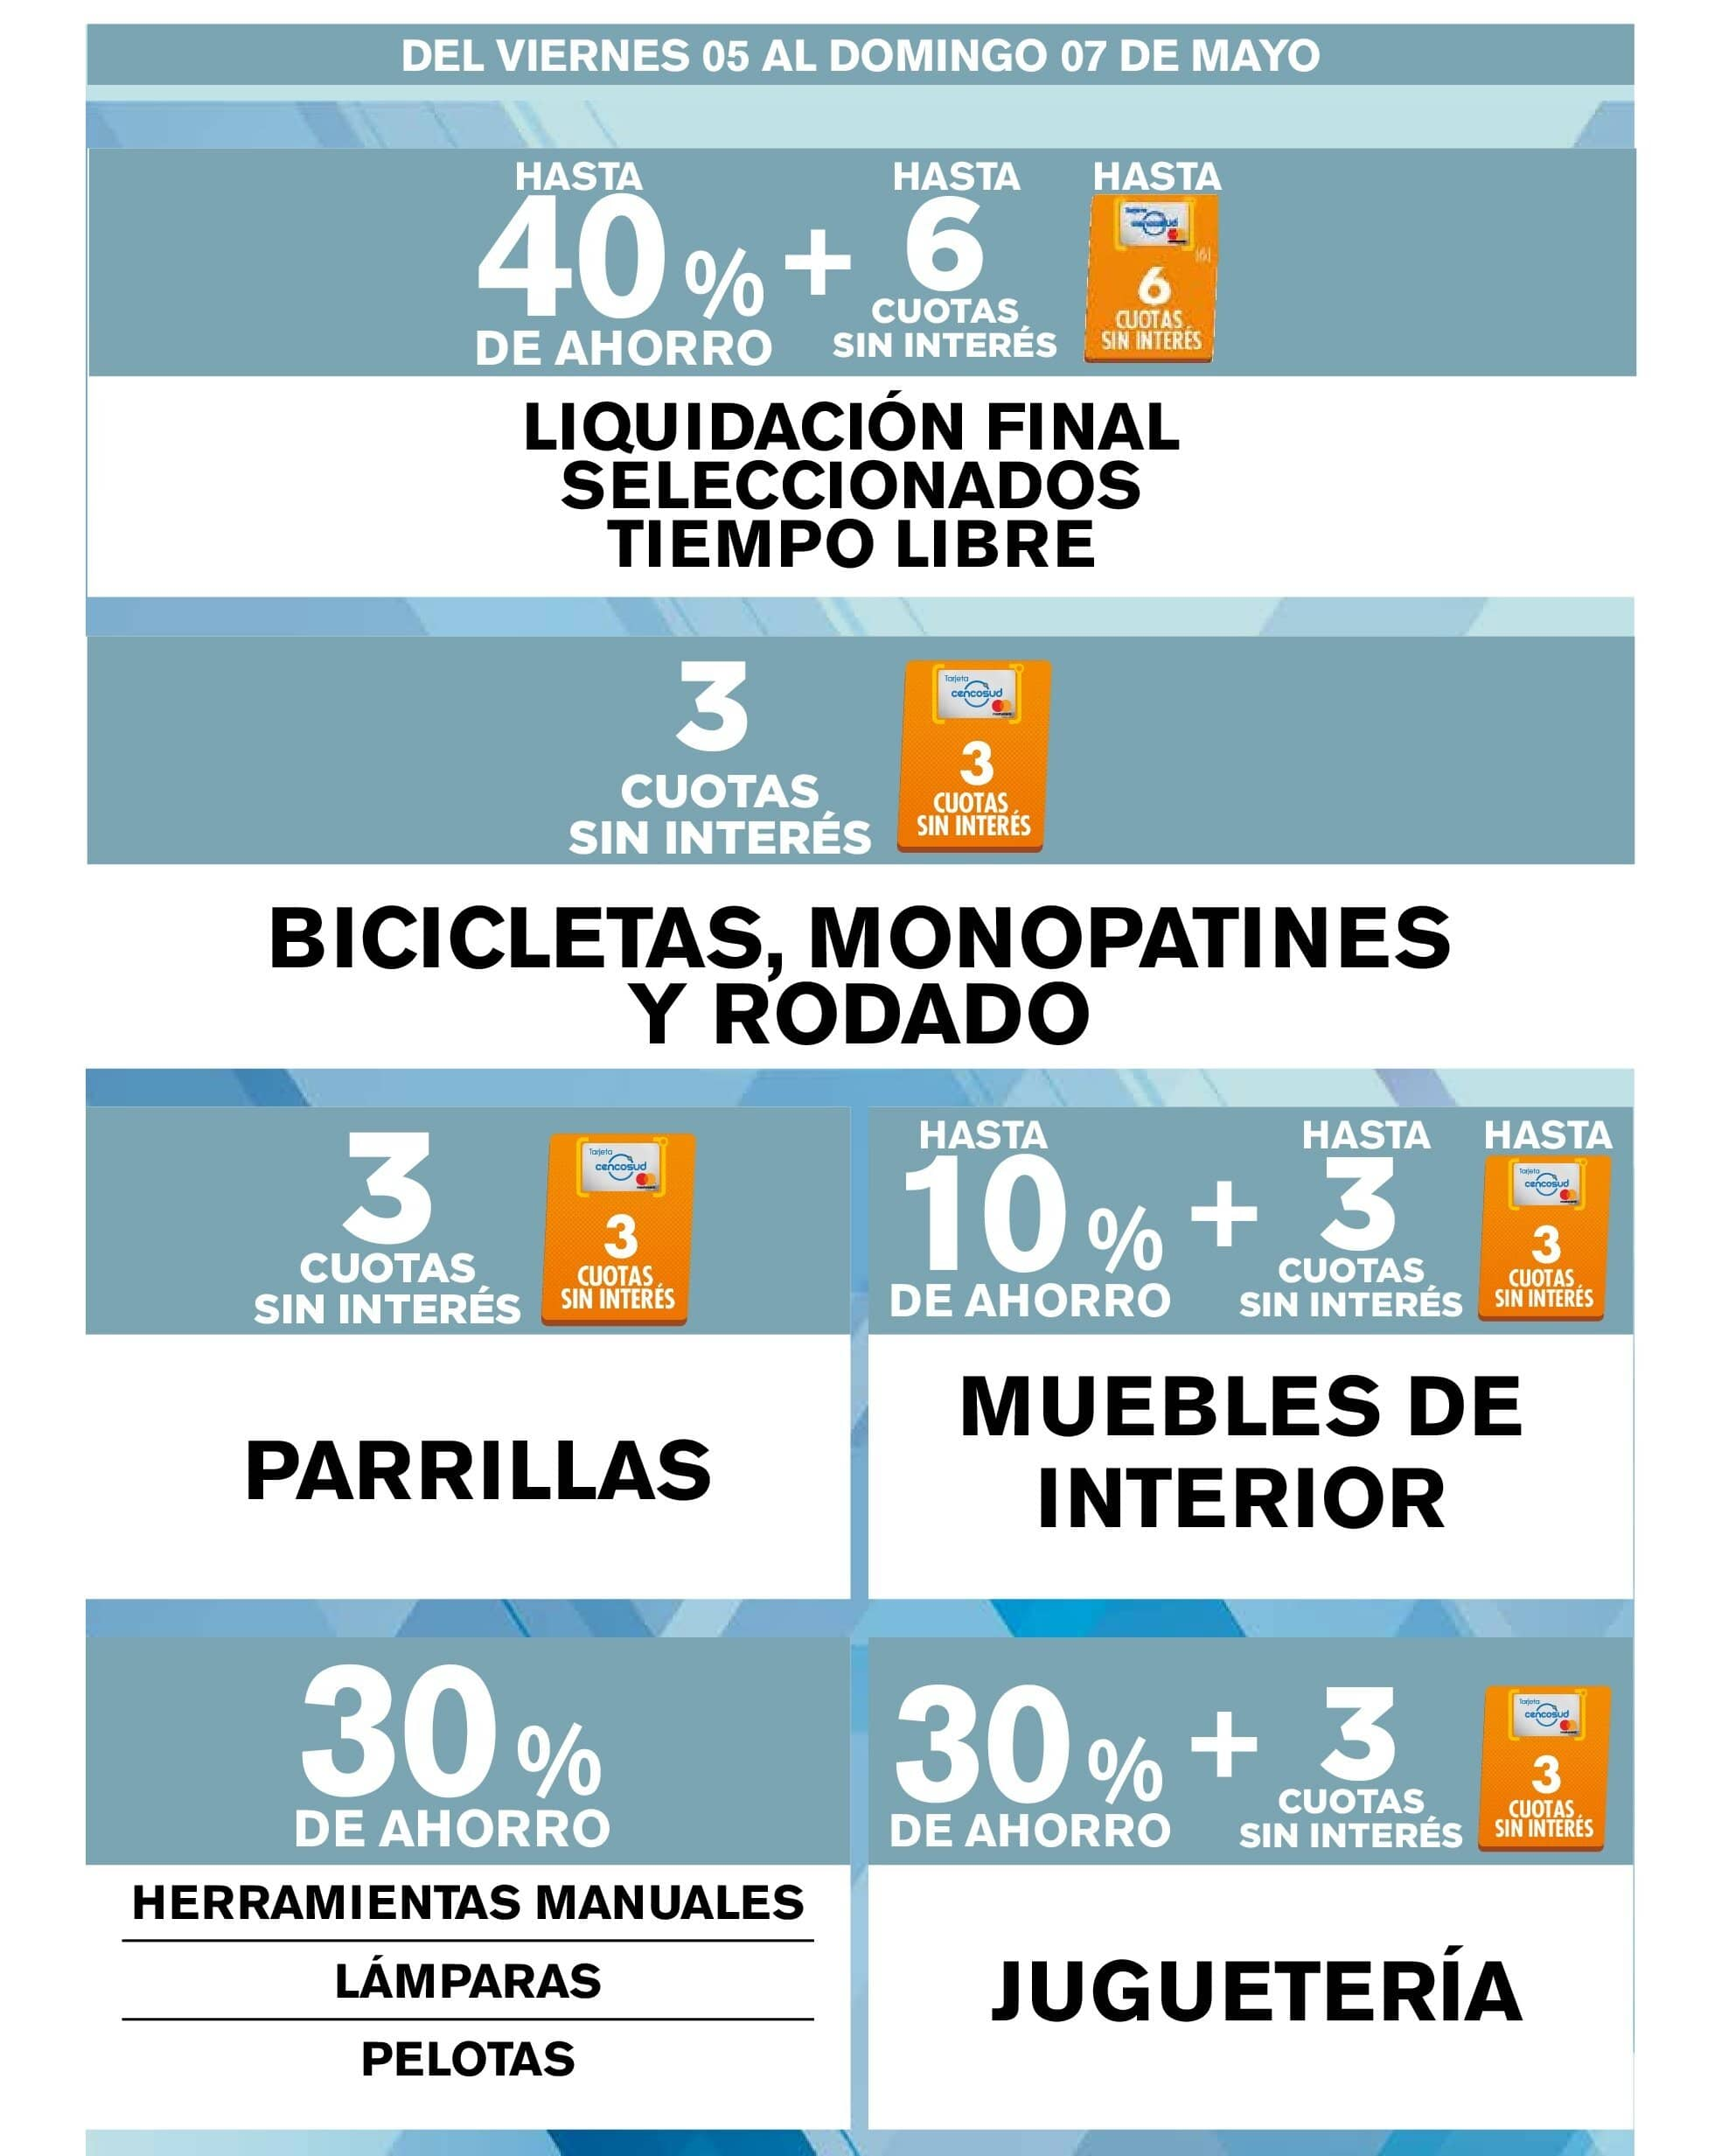 DEL VIERNES 05 AL DOMINGO 07 DE MAYO
HASTA
40%
DE AHORRO
+
HASTA
6
CUOTAS
SIN INTERÉS
HASTA
Tarjeta
cencosud
6
CUOTAS
SIN INTERÉS
LIQUIDACIÓN FINAL
SELECCIONADOS
TIEMPO LIBRE
3
CUOTAS
SIN INTERÉS
Tarjeta
cencosud
3
CUOTAS
SIN INTERÉS
BICICLETAS, MONOPATINES
Y RODADO
3
CUOTAS
SIN INTERÉS
Tarjeta
cencosud
3
CUOTAS
SIN INTERÉS
PARRILLAS
HASTA
10%
DE AHORRO
+
HASTA
3
CUOTAS
SIN INTERÉS
HASTA
Tarjeta
cencosud
3
CUOTAS
SIN INTERÉS
MUEBLES DE
INTERIOR
30%
DE AHORRO
HERRAMIENTAS MANUALES
LÁMPARAS
PELOTAS
30%
DE AHORRO
+
3
CUOTAS
SIN INTERÉS
Tarjeta
cencosud
3
CUOTAS
SIN INTERÉS
JUGUETERÍA